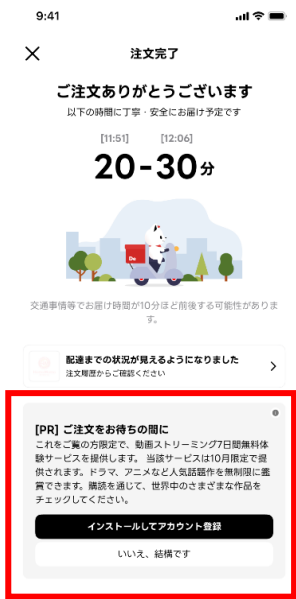 9:41
注文完了
ご注文ありがとうございます
以下の時間に丁寧・安全にお届け予定です
[11:51] [12:06]
20-30分
De
交通事情等でお届け時間が10分ほど前後する可能性がありま
す。
配達までの状況が見えるようになりました
注文履歴からご確認ください
[PR] ご注文をお待ちの間に
これをご覧の方限定で、動画ストリーミング7日間無料体
験サービスを提供します。 当該サービスは10月限定で提
供されます。ドラマ、アニメなど人気話題作を無制限に鑑
賞できます。購読を通じて、世界中のさまざまな作品を
チェックしてください。
インストールしてアカウント登録
いいえ、結構です